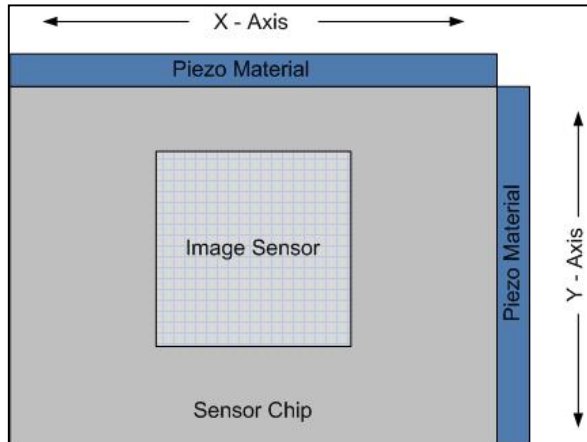 X - Axis
Piezo Material
Image Sensor
Piezo Material
Y - Axis
Sensor Chip